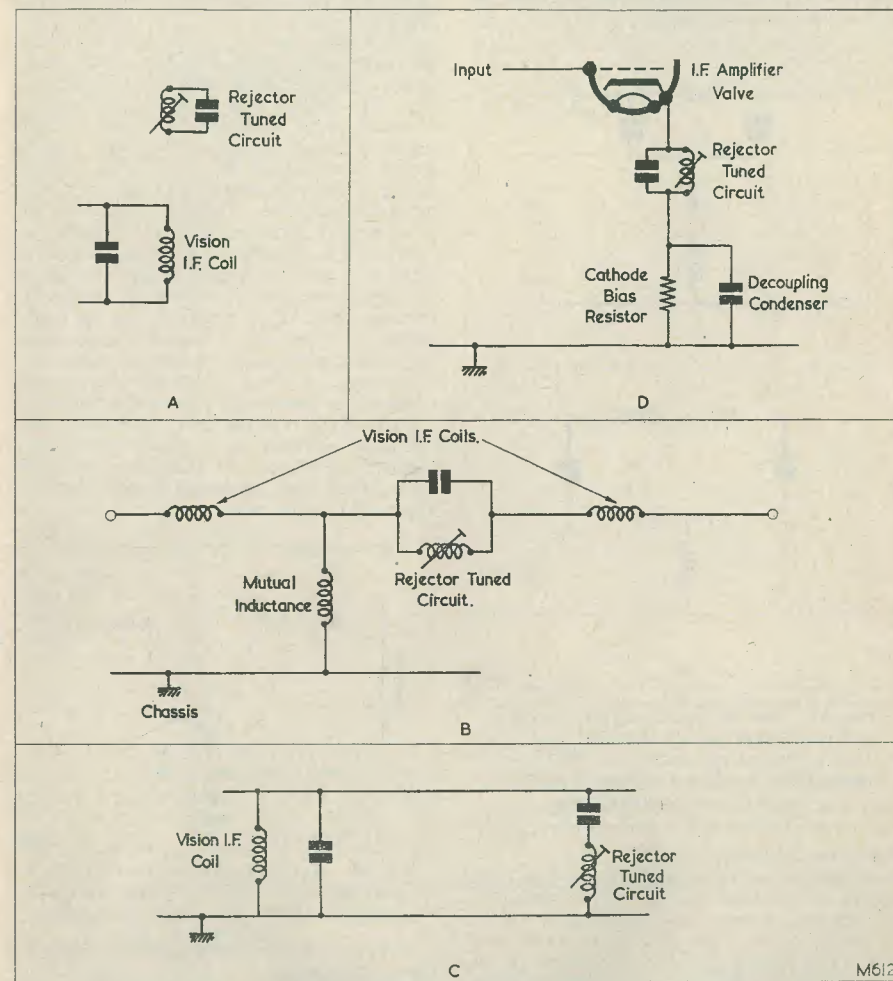 Rejector
Tuned
Circuit
Vision
I.F. Coil
A
Input
I.F. Amplifier
Valve
Rejector
Tuned
Circuit
Cathode
Bias
Resistor
Decoupling
Condenser
D
Vision I.F. Coils.
Mutual
Inductance
Rejector Tuned
Circuit.
Chassis
B
Vision I.F.
Coil
Rejector
Tuned
Circuit
C
M612